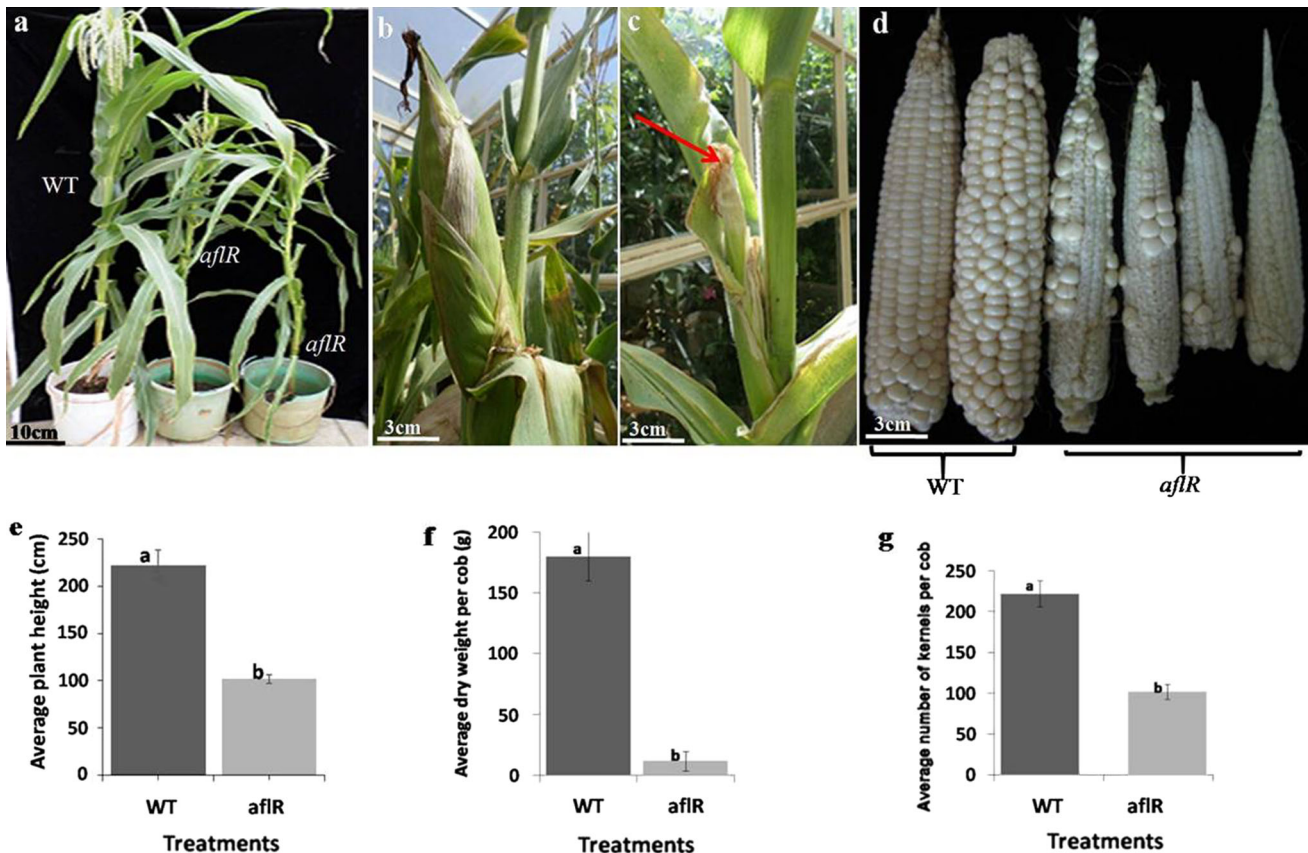 a
WT
aflR
aflR
10cm
b
3cm
c
3cm
d
3cm
WT
aflR
e
Average plant height (cm)
250
200
150
100
50
0
a
b
WT
aflR
Treatments
f
Average dry weight per cob (g)
200
150
100
50
0
a
b
WT
aflR
Treatments
g
Average number of kernels per cob
250
200
150
100
50
0
a
b
WT
aflR
Treatments